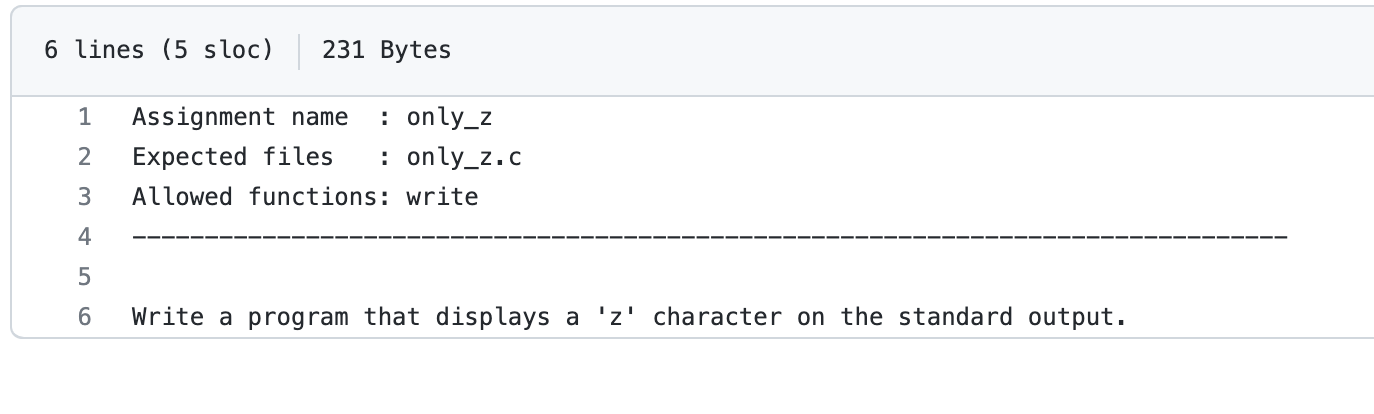 6 lines (5 sloc) 231 Bytes
1 Assignment name  : only_z
2 Expected files   : only_z.c
3 Allowed functions: write
4 --------------------------------------------------------------------------------
5
6 Write a program that displays a 'z' character on the standard output.